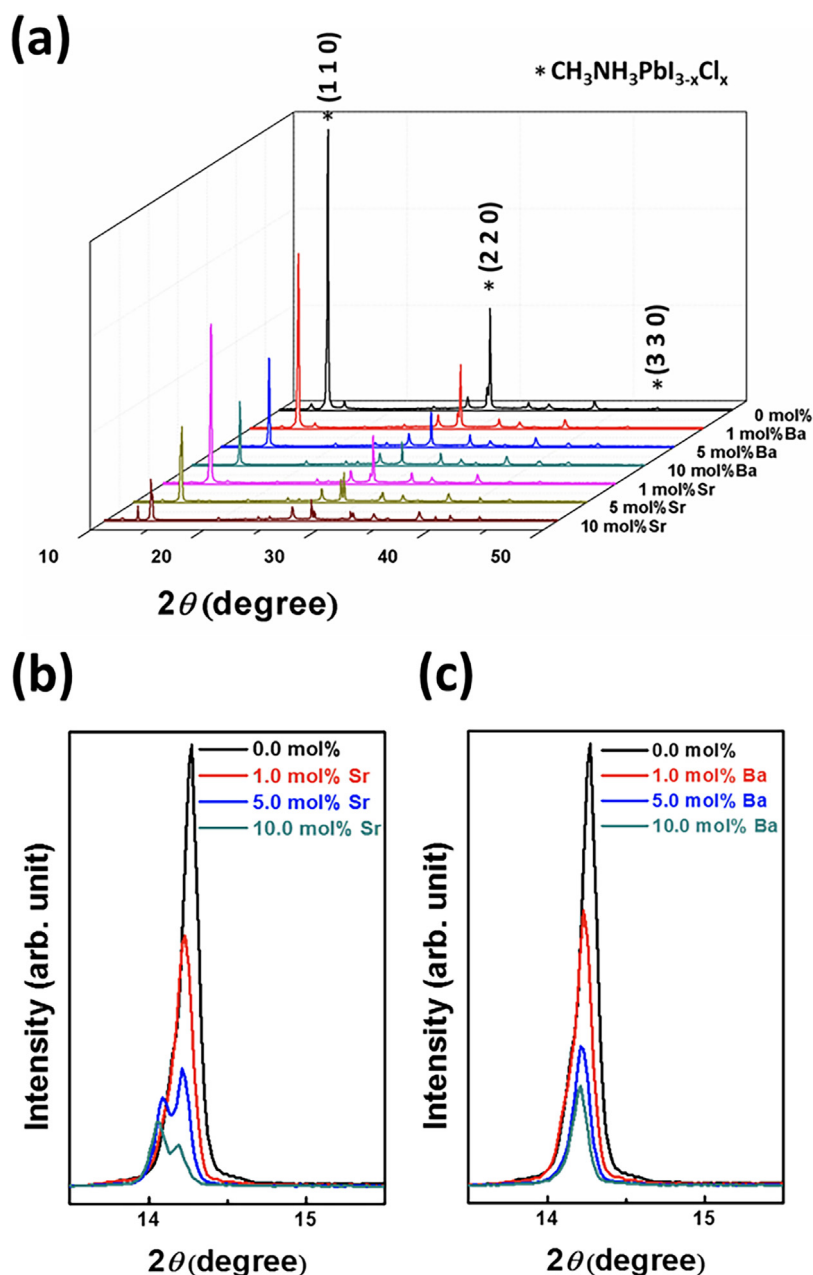 (a)
* CH₃NH₃PbI₃₋ₓClₓ
* (1 1 0)
* (2 2 0)
* (3 3 0)
0 mol%
1 mol%Ba
5 mol%Ba
10 mol%Ba
1 mol%Sr
5 mol%Sr
10 mol%Sr
10 20 30 40 50
2θ(degree)
(b)
0.0 mol%
1.0 mol% Sr
5.0 mol% Sr
10.0 mol% Sr
Intensity (arb. unit)
14 15
2θ(degree)
(c)
0.0 mol%
1.0 mol% Ba
5.0 mol% Ba
10.0 mol% Ba
Intensity (arb. unit)
14 15
2θ(degree)